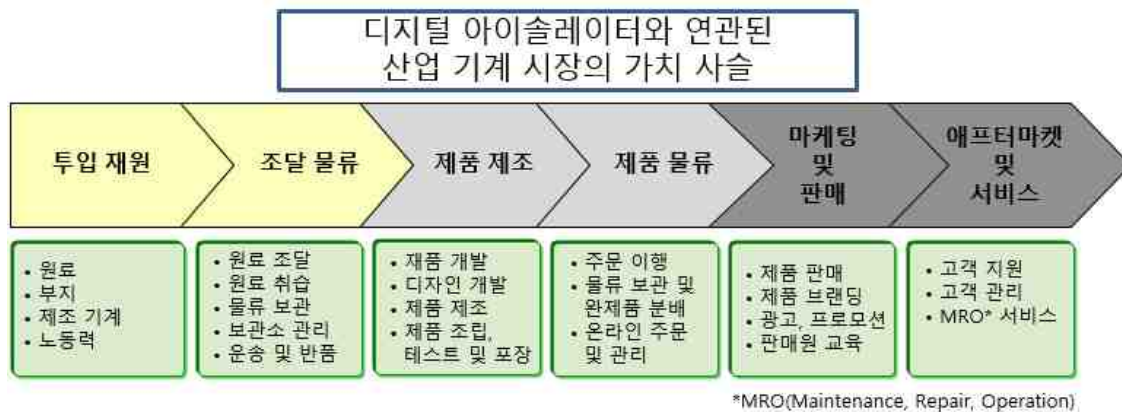 디지털 아이솔레이터와 연관된
산업 기계 시장의 가치 사슬
투입 재원
조달 물류
제품 제조
제품 물류
마케팅
및
판매
애프터마켓
및
서비스
• 원료
• 부지
• 제조 기계
• 노동력
• 원료 조달
• 원료 취습
• 물류 보관
• 보관소 관리
• 운송 및 반품
• 재품 개발
• 디자인 개발
• 제품 제조
• 제품 조립,
테스트 및 포장
• 주문 이행
• 물류 보관 및
완제품 분배
• 온라인 주문
및 관리
• 제품 판매
• 제품 브랜딩
• 광고, 프로모션
• 판매원 교육
• 고객 지원
• 고객 관리
• MRO* 서비스
*MRO(Maintenance, Repair, Operation)